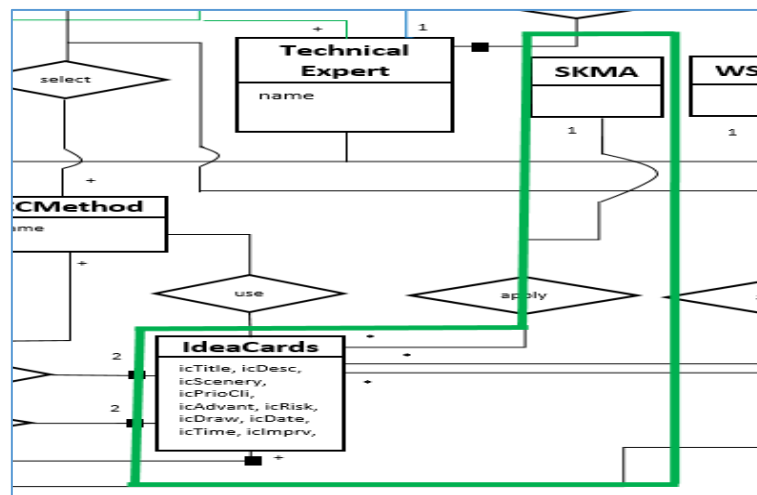 +
1
Technical
Expert
name
select
SKMA
WS
1
1
+
CMethod
ame
+
use
apply
IdeaCards
icTitle, icDesc,
icScenery,
icPrioCli,
icAdvant, icRisk,
icDraw, icDate,
icTime, icImprv,
*
*
*
2
2
+